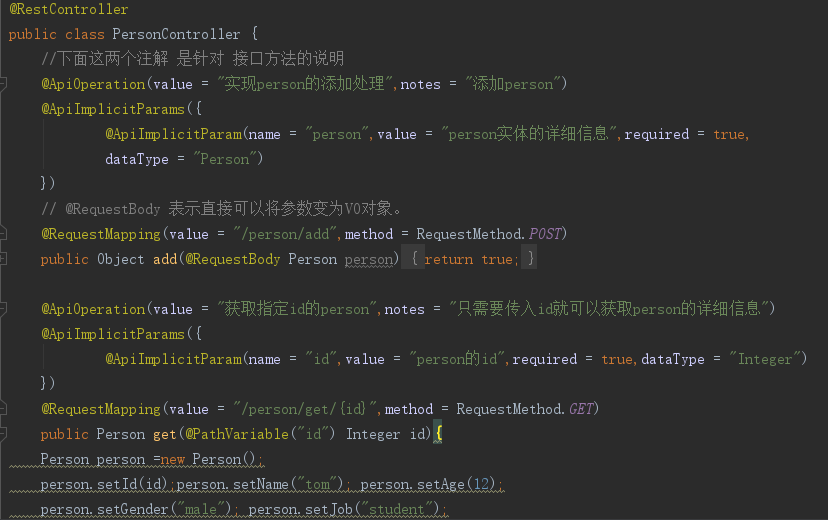 @RestController
public class PersonController {
//下面这两个注解 是针对 接口方法的说明
@ApiOperation(value = "实现person的添加处理",notes = "添加person")
@ApiImplicitParams({
@ApiImplicitParam(name = "person",value = "person实体的详细信息",required = true,
dataType = "Person")
})
// @RequestBody 表示直接可以将参数变为VO对象。
@RequestMapping(value = "/person/add",method = RequestMethod.POST)
public Object add(@RequestBody Person person) { return true; }
@ApiOperation(value = "获取指定id的person",notes = "只需要传入id就可以获取person的详细信息")
@ApiImplicitParams({
@ApiImplicitParam(name = "id",value = "person的id",required = true,dataType = "Integer")
})
@RequestMapping(value = "/person/get/{id}",method = RequestMethod.GET)
public Person get(@PathVariable("id") Integer id){
Person person =new Person();
person.setId(id);person.setName("tom"); person.setAge(12);
person.setGender("male"); person.setJob("student");